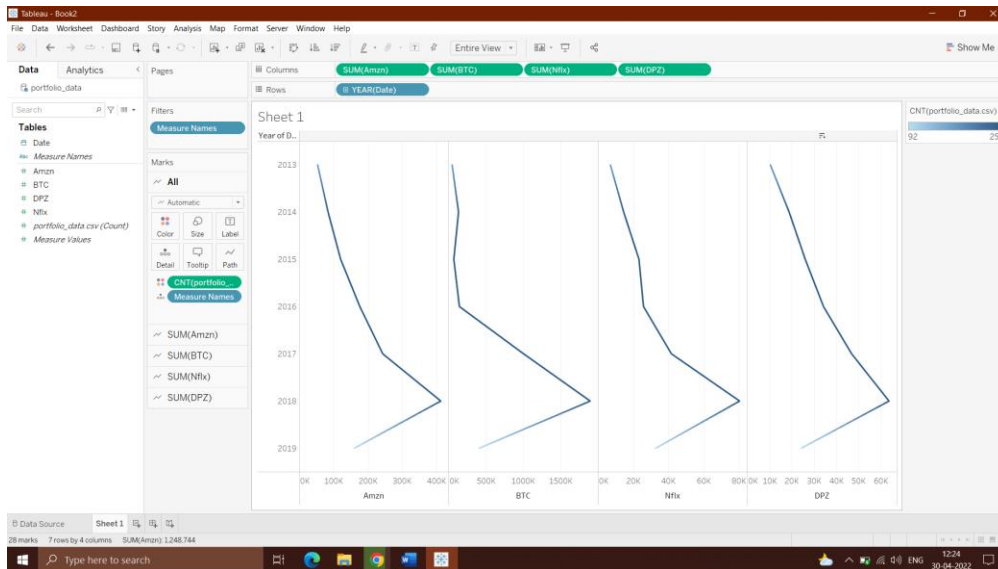 Tableau - Book2
File Data Worksheet Dashboard Story Analysis Map Format Server Window Help
Entire View
Show Me
Data Analytics
Pages
Columns SUM(Amzn) SUM(BTC) SUM(Nflx) SUM(DPZ)
portfolio_data
Rows YEAR(Date)
Search
Filters
Sheet 1
CNT(portfolio_data.csv)
Tables
Measure Names
Year of D..
92 25
Date
Abc Measure Names
Marks
Amzn
All
BTC
DPZ
Automatic
Nflx
portfolio_data.csv (Count)
Color Size Label
Measure Values
Detail Tooltip Path
CNT(portfolio_..
Measure Names
SUM(Amzn)
SUM(BTC)
SUM(Nflx)
SUM(DPZ)
2013
2014
2015
2016
2017
2018
2019
0K 100K 200K 300K 400K 0K 500K 1000K 1500K 0K 20K 40K 60K 80K 0K 10K 20K 30K 40K 50K 60K
Amzn BTC Nflx DPZ
Data Source Sheet 1
28 marks 7 rows by 4 columns SUM(Amzn): 1,248,744
Type here to search
ENG
12:24
30-04-2022